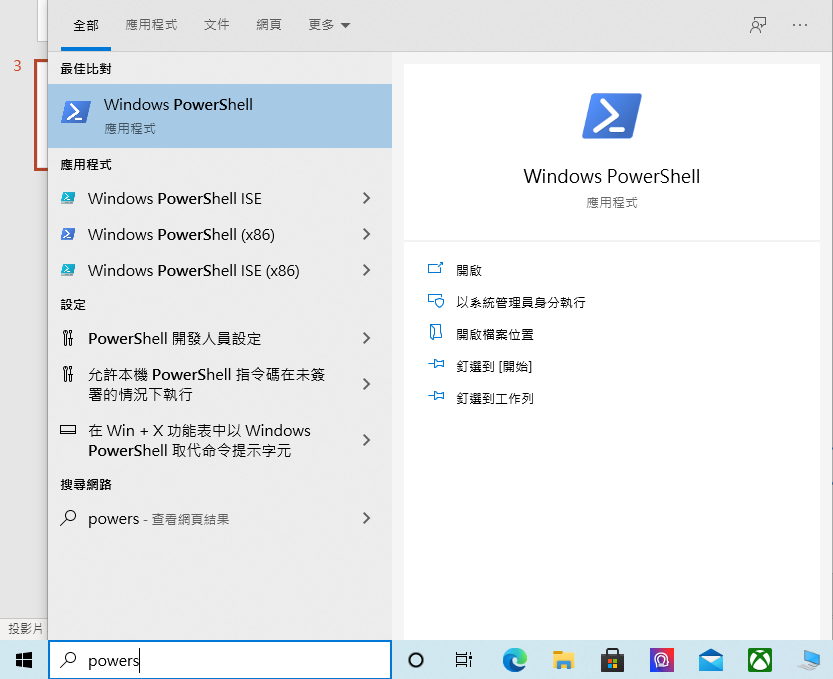 全部 應用程式 文件 網頁 更多
3
最佳比對
Windows PowerShell
應用程式
應用程式
Windows PowerShell ISE
Windows PowerShell (x86)
Windows PowerShell ISE (x86)
設定
PowerShell 開發人員設定
允許本機 PowerShell 指令碼在未簽
署的情況下執行
在 Win + X 功能表中以 Windows
PowerShell 取代命令提示字元
搜尋網路
powers - 查看網頁結果
Windows PowerShell
應用程式
開啟
以系統管理員身分執行
開啟檔案位置
釘選到 [開始]
釘選到工作列
投影片
powers